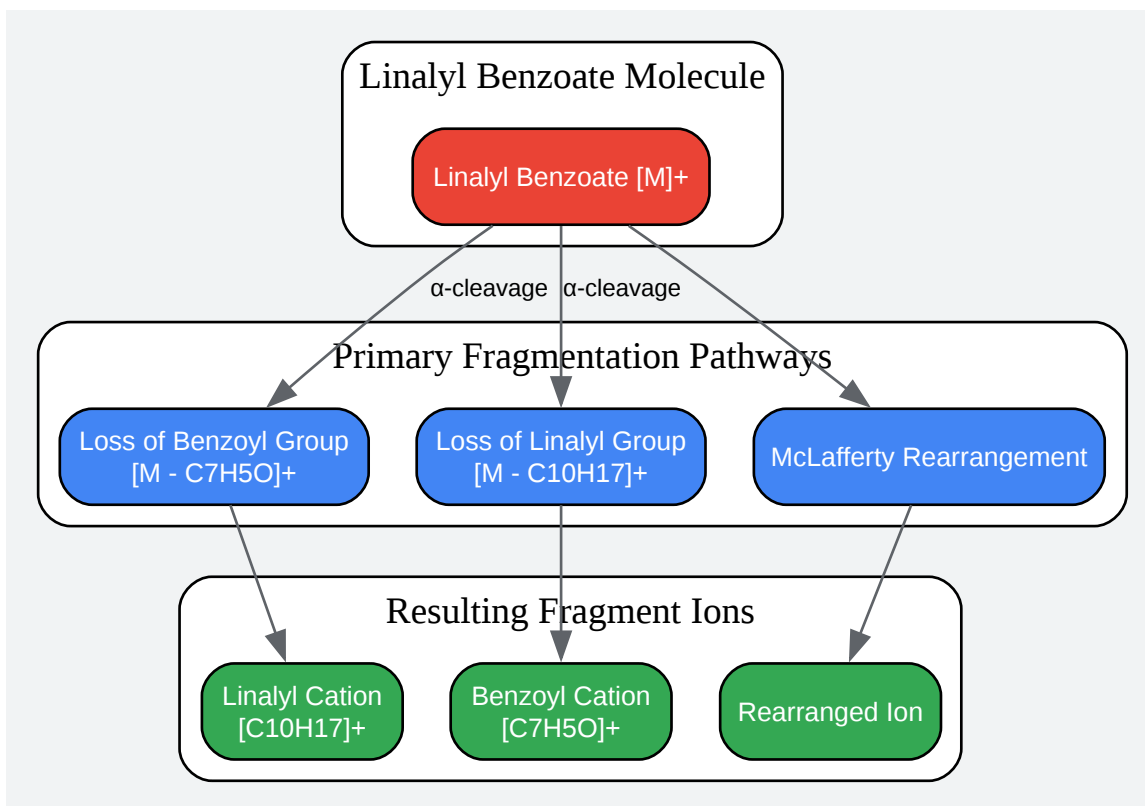 Linalyl Benzoate Molecule
Linalyl Benzoate [M]+
α-cleavage
α-cleavage
Primary Fragmentation Pathways
Loss of Benzoyl Group
[M - C7H5O]+
Loss of Linalyl Group
[M - C10H17]+
McLafferty Rearrangement
Resulting Fragment Ions
Linalyl Cation
[C10H17]+
Benzoyl Cation
[C7H5O]+
Rearranged Ion